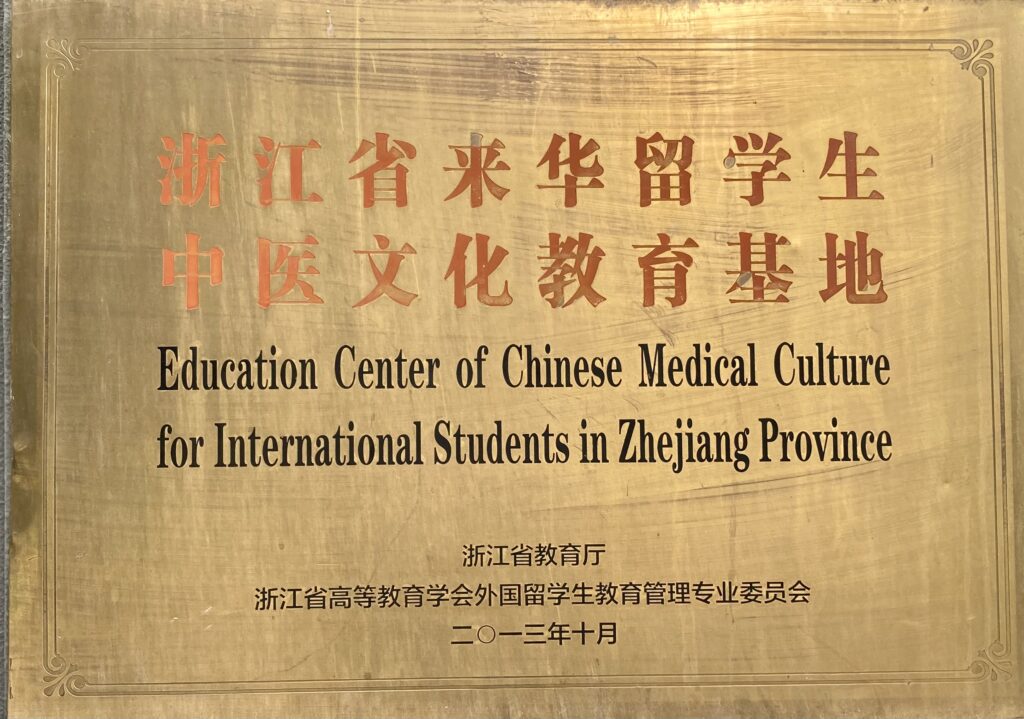 浙江省来华留学生
中医文化教育基地
Education Center of Chinese Medical Culture
for International Students in Zhejiang Province
浙江省教育厅
浙江省高等教育学会外国留学生教育管理专业委员会
二〇一三年十月